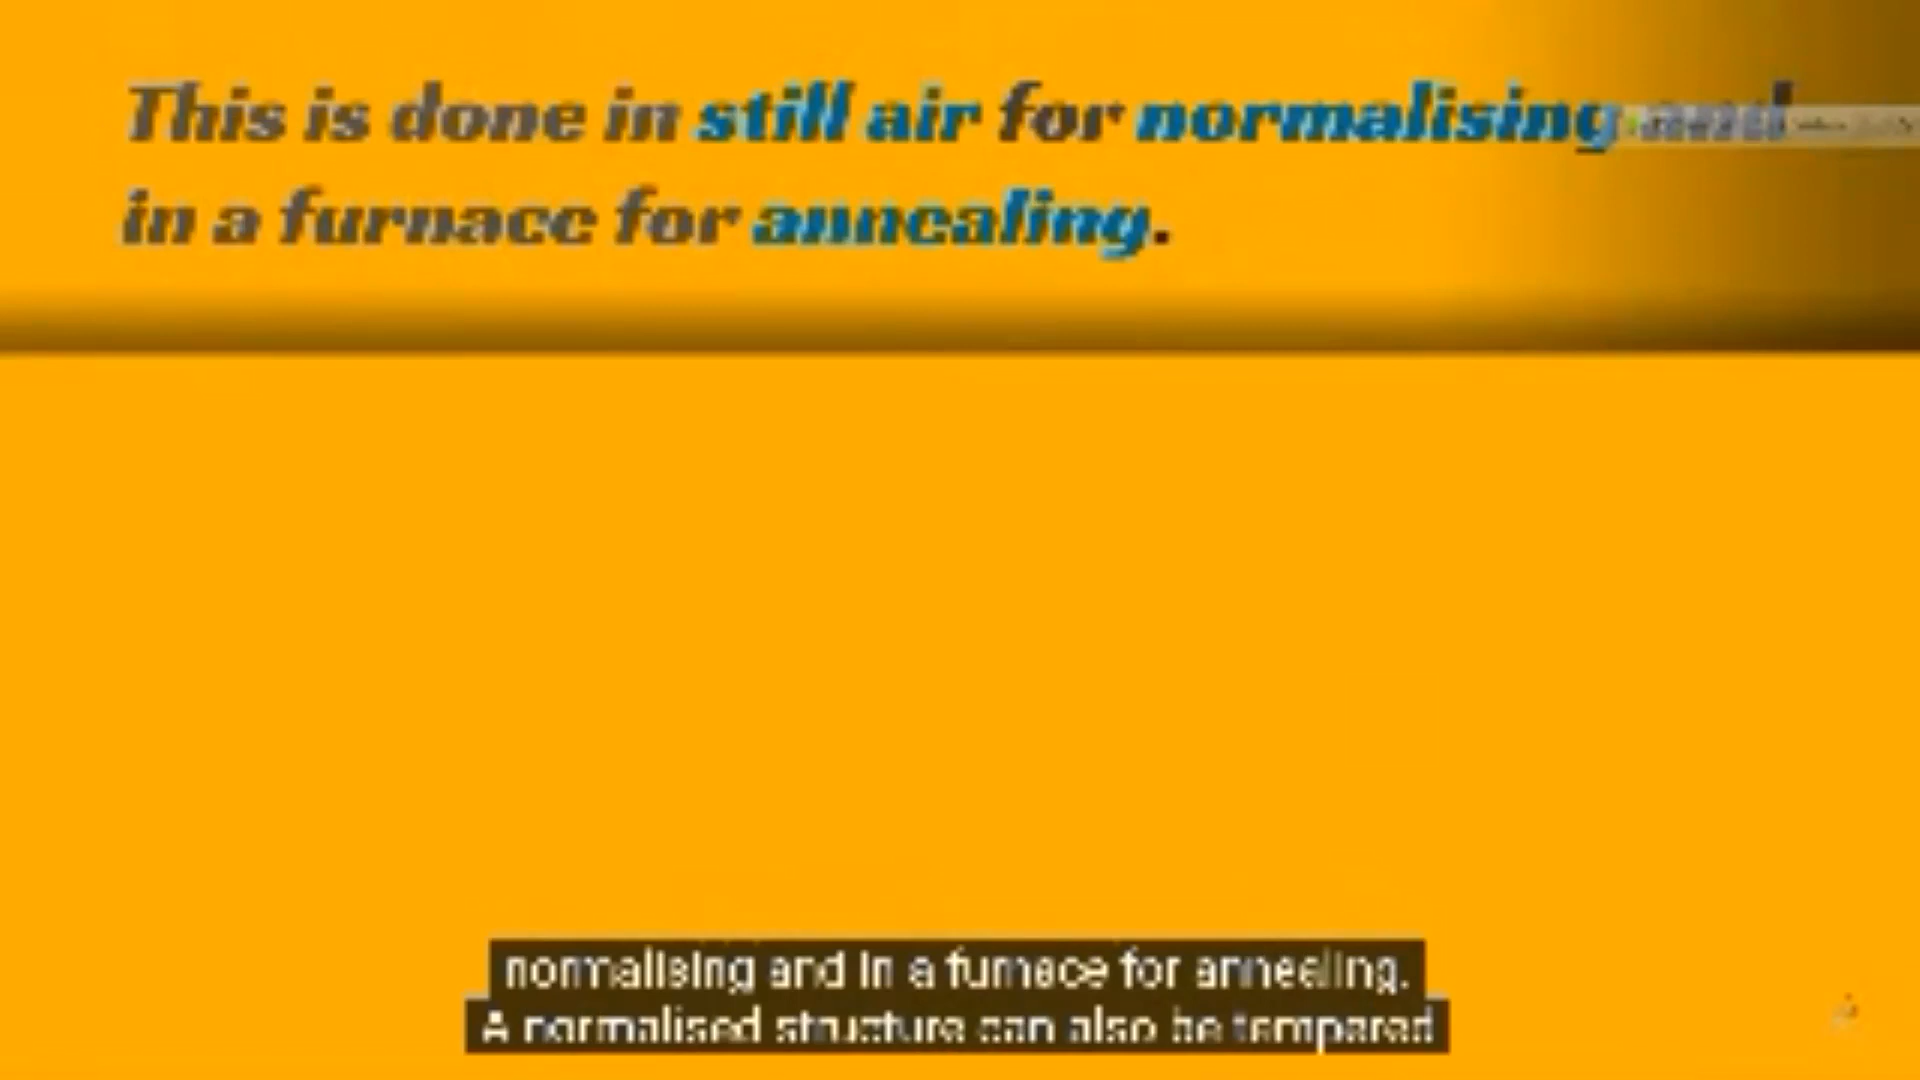 This is done in still air for normalising and
in a furnace for annealing.
normalising and in a furnace for annealing.
A normalised structure can also be tempered